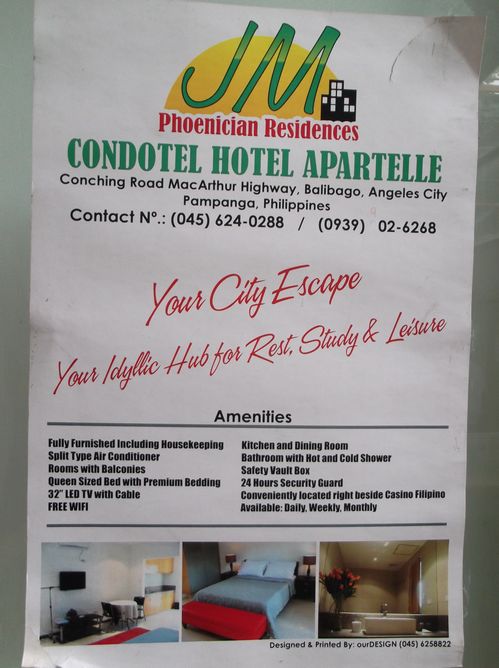 JM
Phoenician Residences
CONDOTEL HOTEL APARTELLE
Conching Road MacArthur Highway, Balibago, Angeles City
Pampanga, Philippines
Contact Nº.: (045) 624-0288 / (0939) 02-6268
Your City Escape
Your Idyllic Hub for Rest, Study & Leisure
Amenities
Fully Furnished Including Housekeeping
Split Type Air Conditioner
Rooms with Balconies
Queen Sized Bed with Premium Bedding
32" LED TV with Cable
FREE WIFI
Kitchen and Dining Room
Bathroom with Hot and Cold Shower
Safety Vault Box
24 Hours Security Guard
Conveniently located right beside Casino Filipino
Available: Daily, Weekly, Monthly
Designed & Printed By: ourDESIGN (045) 6258822